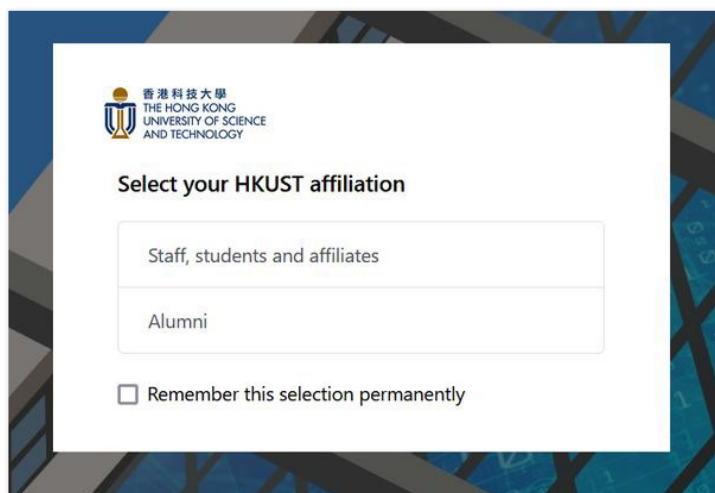 香港科技大學
THE HONG KONG
UNIVERSITY OF SCIENCE
AND TECHNOLOGY
Select your HKUST affiliation
Staff, students and affiliates
Alumni
Remember this selection permanently